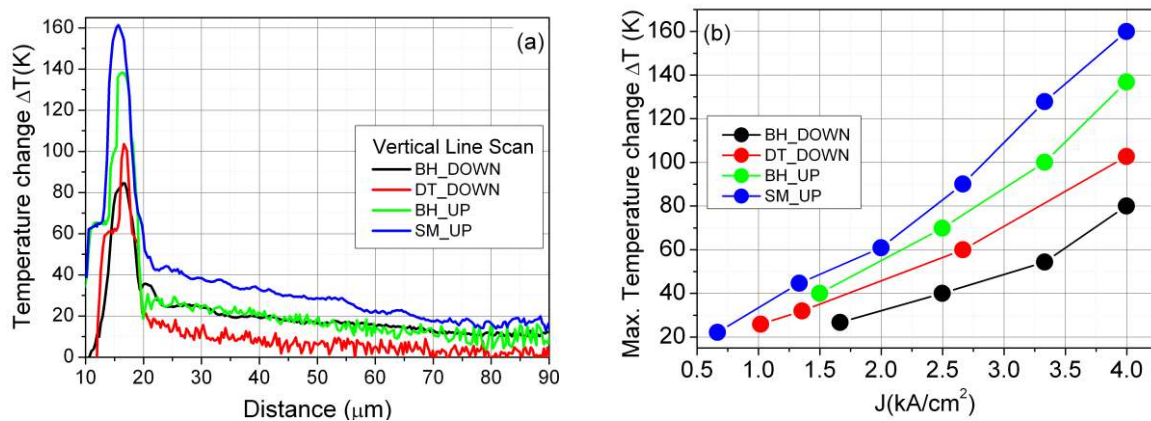 (a)
Temperature change ΔT(K)
160
140
120
100
80
60
40
20
0
Vertical Line Scan
BH_DOWN
DT_DOWN
BH_UP
SM_UP
10 20 30 40 50 60 70 80 90
Distance (μm)
(b)
Max. Temperature change ΔT (K)
160
140
120
100
80
60
40
20
BH_DOWN
DT_DOWN
BH_UP
SM_UP
0.5 1.0 1.5 2.0 2.5 3.0 3.5 4.0
J(kA/cm²)